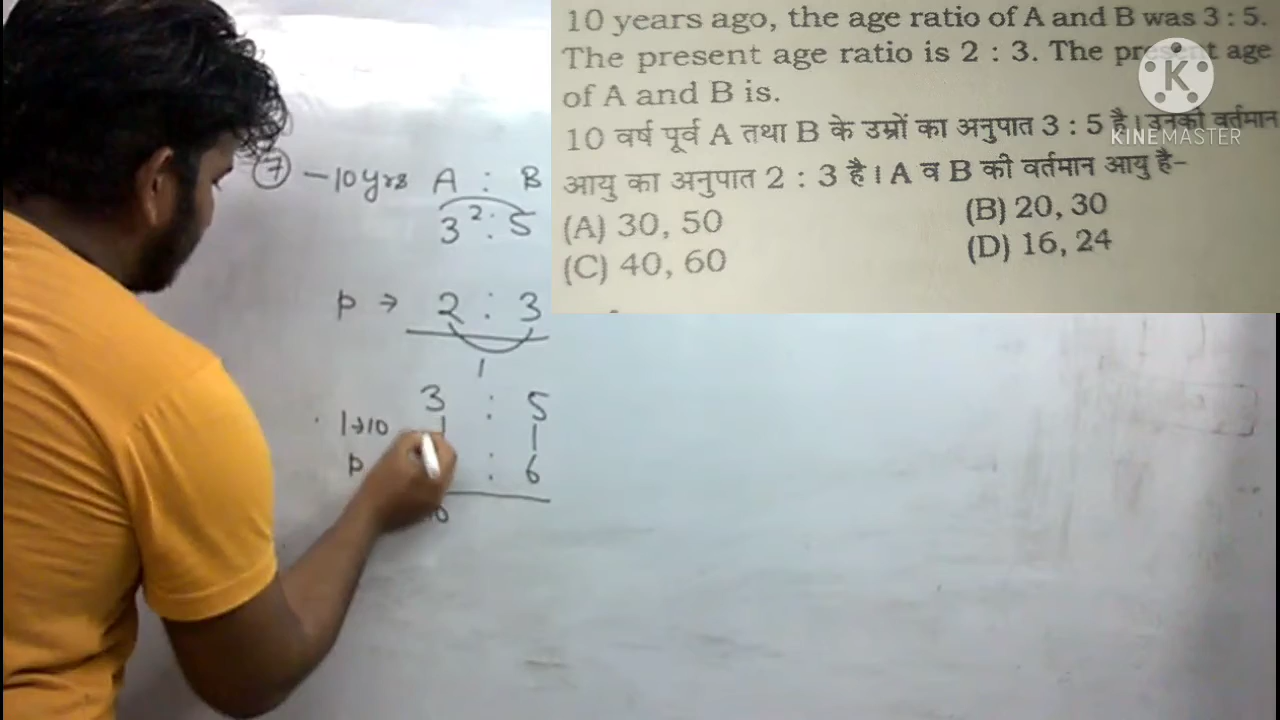 10 years ago, the age ratio of A and B was 3 : 5.
The present age ratio is 2 : 3. The present age
of A and B is.
10 वर्ष पूर्व A तथा B के उम्रों का अनुपात 3 : 5 है। उनकी वर्तमान
आयु का अनुपात 2 : 3 है। A व B की वर्तमान आयु है–
(A) 30, 50
(B) 20, 30
(C) 40, 60
(D) 16, 24
K
KINEMASTER
7 -10yrs A : B
2
3 : 5
P → 2 : 3
1
3 : 5
1→10 1 1
P : 6